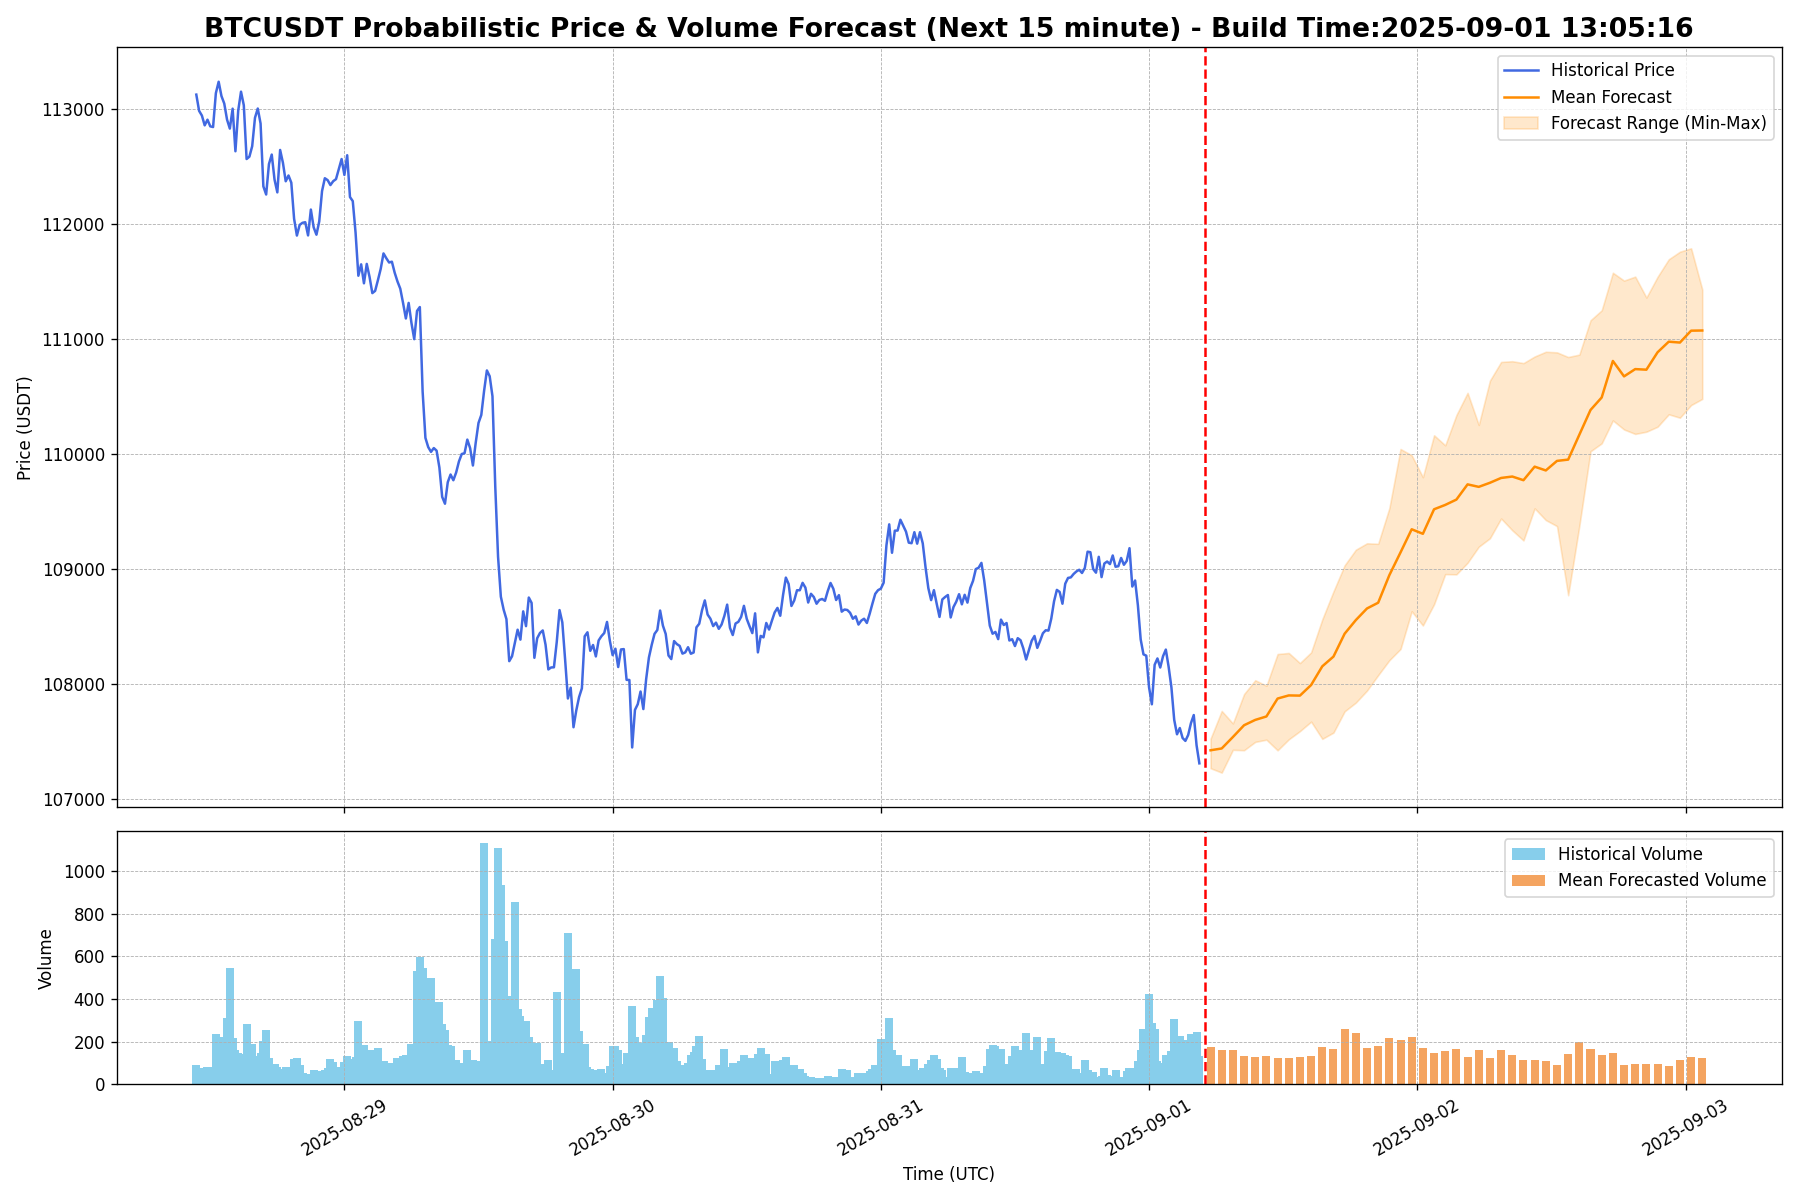 BTCUSDT Probabilistic Price & Volume Forecast (Next 15 minute) - Build Time:2025-09-01 13:05:16
Historical Price
Mean Forecast
Forecast Range (Min-Max)
113000
112000
111000
110000
109000
108000
107000
Price (USDT)
Historical Volume
Mean Forecasted Volume
1000
800
600
400
200
0
Volume
2025-08-29
2025-08-30
2025-08-31
2025-09-01
2025-09-02
2025-09-03
Time (UTC)